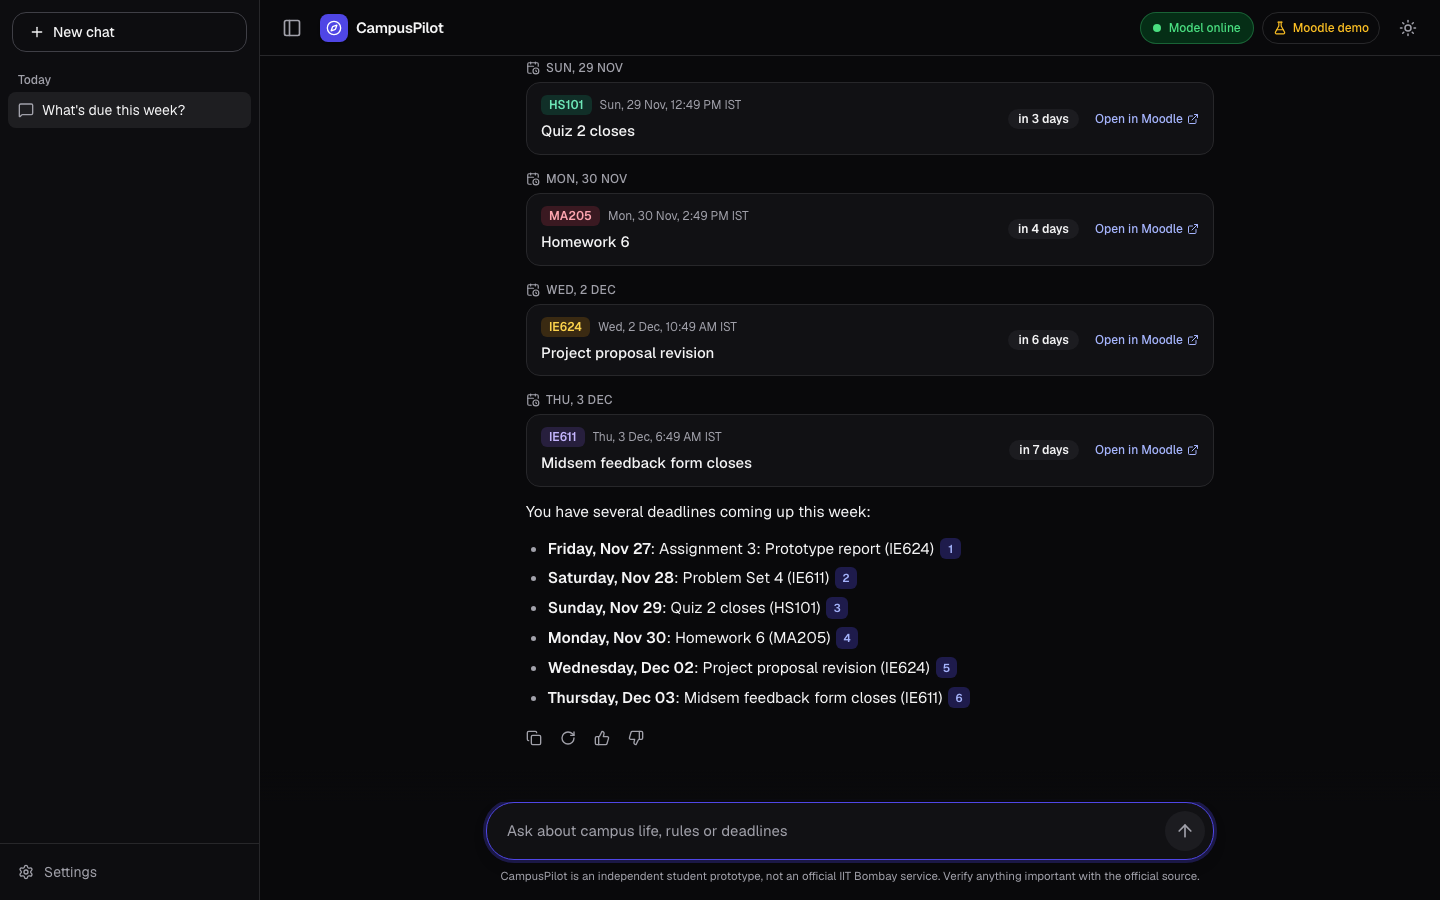 New chat
Today
What's due this week?
Settings
CampusPilot
Model online
Moodle demo
SUN, 29 NOV
HS101 Sun, 29 Nov, 12:49 PM IST
Quiz 2 closes
in 3 days
Open in Moodle
MON, 30 NOV
MA205 Mon, 30 Nov, 2:49 PM IST
Homework 6
in 4 days
Open in Moodle
WED, 2 DEC
IE624 Wed, 2 Dec, 10:49 AM IST
Project proposal revision
in 6 days
Open in Moodle
THU, 3 DEC
IE611 Thu, 3 Dec, 6:49 AM IST
Midsem feedback form closes
in 7 days
Open in Moodle
You have several deadlines coming up this week:
Friday, Nov 27: Assignment 3: Prototype report (IE624) 1
Saturday, Nov 28: Problem Set 4 (IE611) 2
Sunday, Nov 29: Quiz 2 closes (HS101) 3
Monday, Nov 30: Homework 6 (MA205) 4
Wednesday, Dec 02: Project proposal revision (IE624) 5
Thursday, Dec 03: Midsem feedback form closes (IE611) 6
Ask about campus life, rules or deadlines
CampusPilot is an independent student prototype, not an official IIT Bombay service. Verify anything important with the official source.